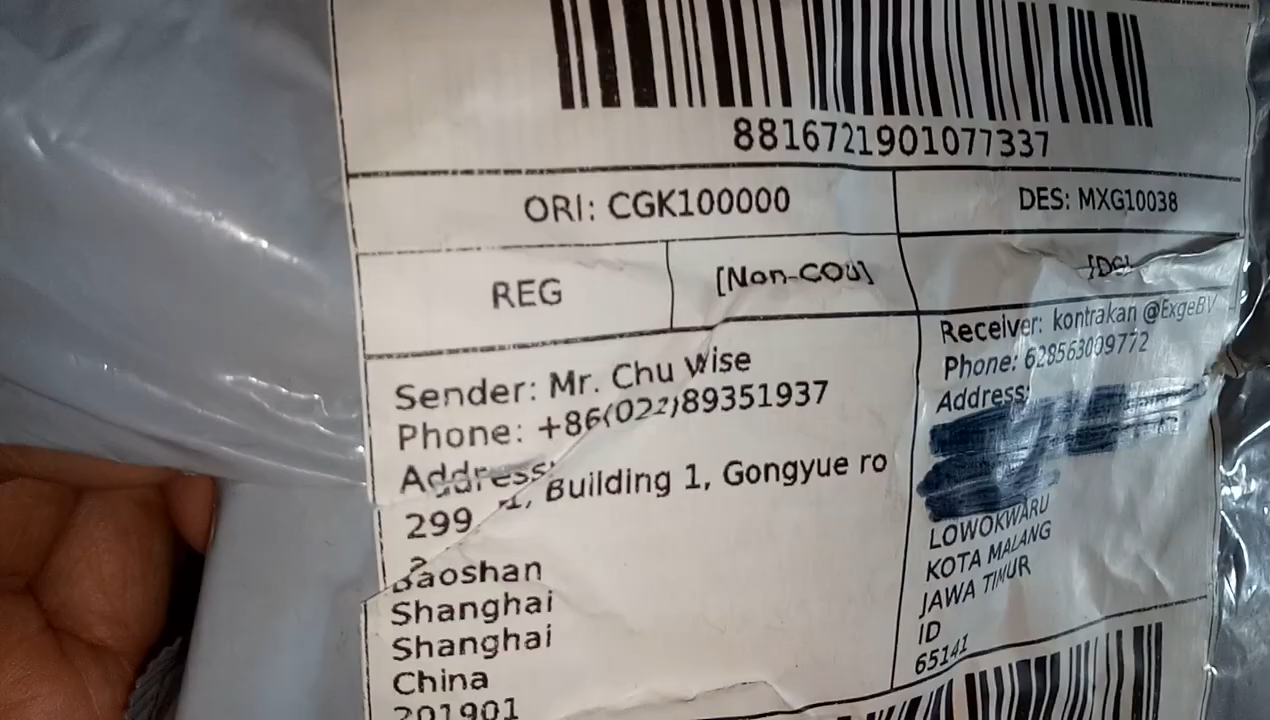 8816721901077337
ORI: CGK100000
DES: MXG10038
REG
[Non-COD]
Sender: Mr. Chu Wise
Phone: +86(022)89351937
Address: Building 1, Gongyue ro
299
Baoshan
Shanghai
Shanghai
China
201901
Receiver: kontrakan @ExgeBV
Phone: 628563009772
Address:
LOWOKWARU
KOTA MALANG
JAWA TIMUR
ID
65141